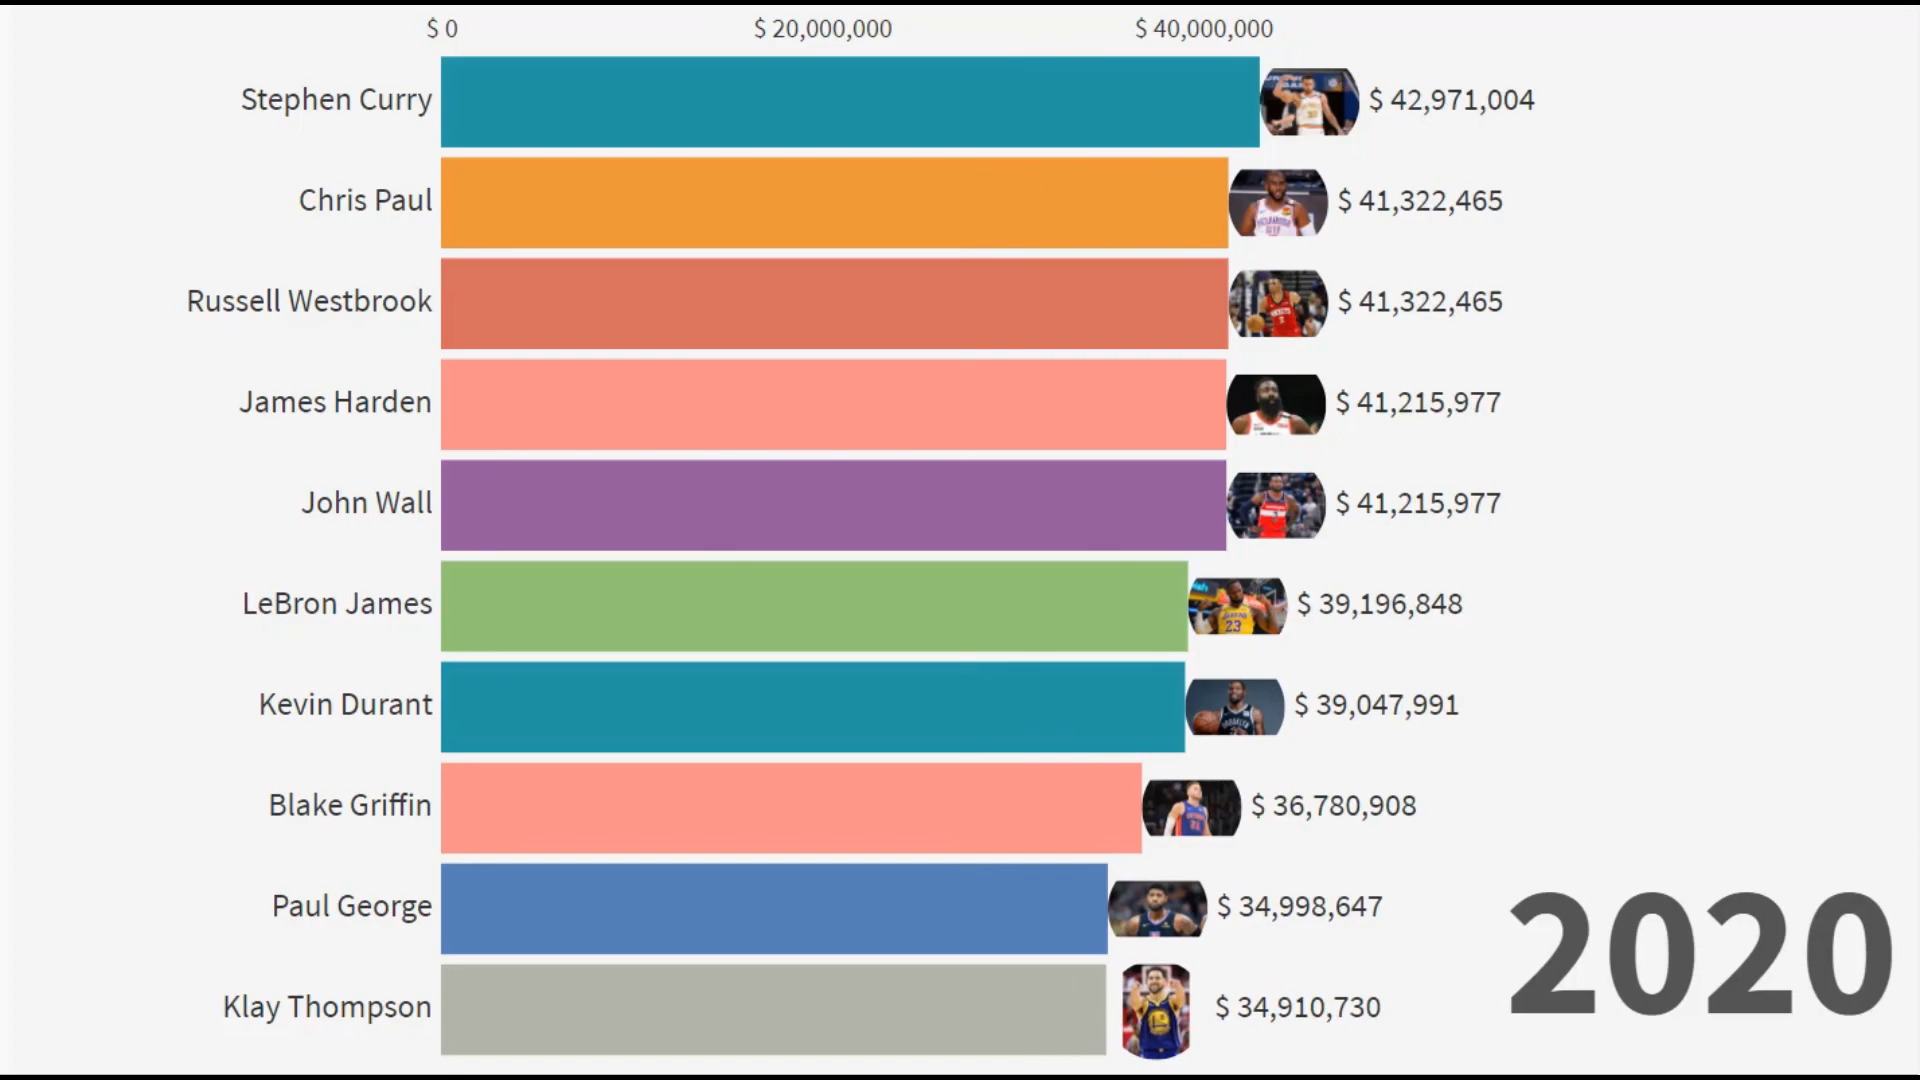 $ 0 $ 20,000,000 $ 40,000,000
Stephen Curry $ 42,971,004
Chris Paul $ 41,322,465
Russell Westbrook $ 41,322,465
James Harden $ 41,215,977
John Wall $ 41,215,977
LeBron James 23 $ 39,196,848
Kevin Durant $ 39,047,991
Blake Griffin $ 36,780,908
Paul George $ 34,998,647
Klay Thompson $ 34,910,730
2020